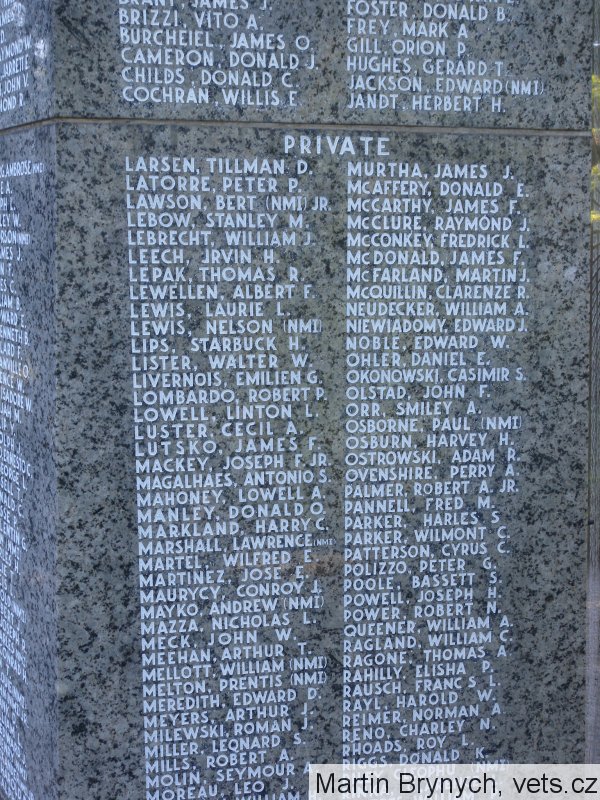 BRIZZI, VITO A.
BURCHEIEL, JAMES O.
CAMERON, DONALD J.
CHILDS, DONALD C.
COCHRAN, WILLIS E.
FOSTER, DONALD B.
FREY, MARK A.
GILL, ORION P.
HUGHES, GERARD T.
JACKSON, EDWARD (NMI)
JANDT, HERBERT H.
PRIVATE
LARSEN, TILLMAN D.
LATORRE, PETER P.
LAWSON, BERT (NMI) JR.
LEBOW, STANLEY M.
LEBRECHT, WILLIAM J.
LEECH, JRVIN H.
LEPAK, THOMAS R.
LEWELLEN, ALBERT F.
LEWIS, LAURIE L.
LEWIS, NELSON (NMI)
LIPS, STARBUCK H.
LISTER, WALTER W.
LIVERNOIS, EMILIEN G.
LOMBARDO, ROBERT P.
LOWELL, LINTON L.
LUSTER, CECIL A.
LUTSKO, JAMES F.
MACKEY, JOSEPH F. JR.
MAGALHAES, ANTONIO S.
MAHONEY, LOWELL A.
MANLEY, DONALD O.
MARKLAND, HARRY C.
MARSHALL, LAWRENCE (NMI)
MARTEL, WILFRED E.
MARTINEZ, JOSE E.
MAURYCY, CONROY J.
MAYKO, ANDREW (NMI)
MAZZA, NICHOLAS L.
MECK, JOHN W.
MEEHAN, ARTHUR T.
MELLOTT, WILLIAM (NMI)
MELTON, PRENTIS (NMI)
MEREDITH, EDWARD D.
MEYERS, ARTHUR J.
MILEWSKI, ROMAN J.
MILLER, LEONARD S.
MILLS, ROBERT A.
MOLIN, SEYMOUR A.
MOREAU, LEO J.
MURTHA, JAMES J.
MCAFFERY, DONALD E.
MCCARTHY, JAMES F.
MCCLURE, RAYMOND J.
MCCONKEY, FREDRICK L.
MCDONALD, JAMES F.
MCFARLAND, MARTIN J.
MCQUILLIN, CLARENZE R.
NEUDECKER, WILLIAM A.
NIEWIADOMY, EDWARD J.
NOBLE, EDWARD W.
OHLER, DANIEL E.
OKONOWSKI, CASIMIR S.
OLSTAD, JOHN F.
ORR, SMILEY A.
OSBORNE, PAUL (NMI)
OSBURN, HARVEY H.
OSTROWSKI, ADAM R.
OVENSHIRE, PERRY A.
PALMER, ROBERT A. JR.
PANNELL, FRED M.
PARKER, HARLES S.
PARKER, WILMONT C.
PATTERSON, CYRUS C.
POLIZZO, PETER G.
POOLE, BASSETT S.
POWELL, JOSEPH H.
POWER, ROBERT N.
QUEENER, WILLIAM A.
RAGLAND, WILLIAM C.
RAGONE, THOMAS A.
RAHILLY, ELISHA P.
RAUSCH, FRANC S L.
RAYL, HAROLD W.
REIMER, NORMAN A.
RENO, CHARLEY N.
RHOADS, ROY L.
RIGGS, DONALD K.
Martin Brynych, vets.cz